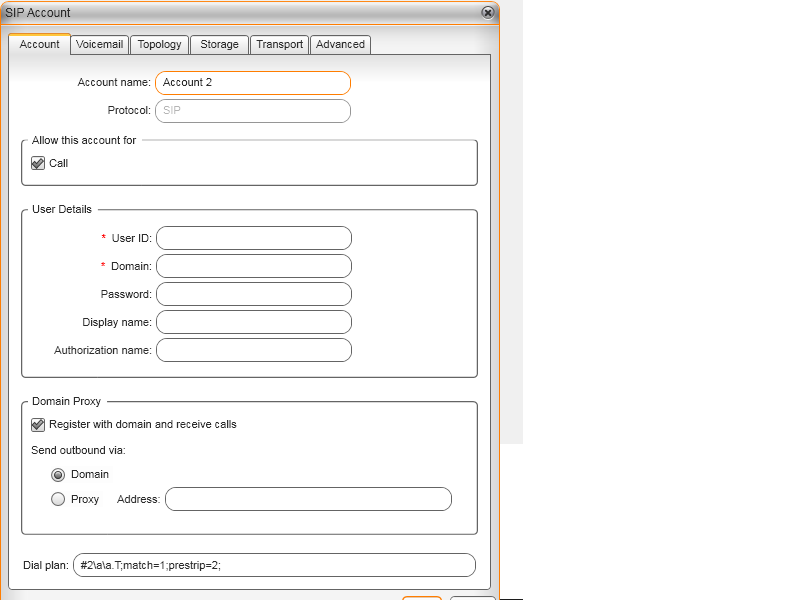 SIP Account
Account Voicemail Topology Storage Transport Advanced
Account name: Account 2
Protocol: SIP
Allow this account for
Call
User Details
* User ID:
* Domain:
Password:
Display name:
Authorization name:
Domain Proxy
Register with domain and receive calls
Send outbound via:
Domain
Proxy Address:
Dial plan: #2\a\a.T;match=1;prestrip=2;